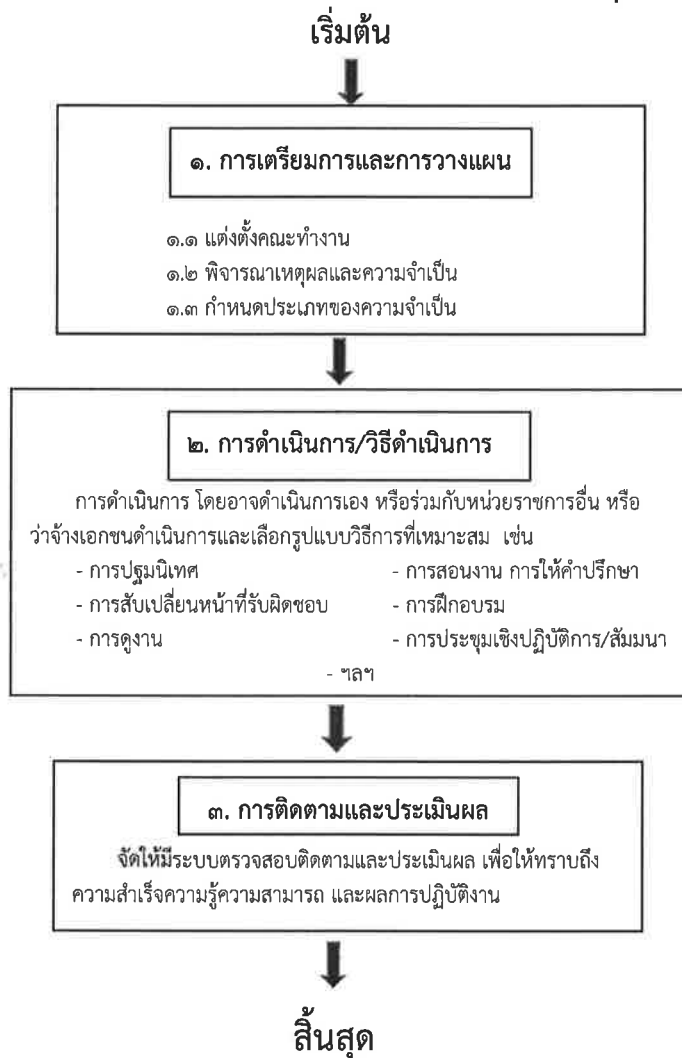 เริ่มต้น
๑. การเตรียมการและการวางแผน
๑.๑ แต่งตั้งคณะทำงาน
๑.๒ พิจารณาเหตุผลและความจำเป็น
๑.๓ กำหนดประเภทของความจำเป็น
๒. การดำเนินการ/วิธีดำเนินการ
การดำเนินการ โดยอาจดำเนินการเอง หรือร่วมกับหน่วยราชการอื่น หรือ
ว่าจ้างเอกชนดำเนินการและเลือกรูปแบบวิธีการที่เหมาะสม เช่น
- การปฐมนิเทศ - การสอนงาน การให้คำปรึกษา
- การสับเปลี่ยนหน้าที่รับผิดชอบ - การฝึกอบรม
- การดูงาน - การประชุมเชิงปฏิบัติการ/สัมมนา
- ฯลฯ
๓. การติดตามและประเมินผล
จัดให้มีระบบตรวจสอบติดตามและประเมินผล เพื่อให้ทราบถึง
ความสำเร็จความรู้ความสามารถ และผลการปฏิบัติงาน
สิ้นสุด